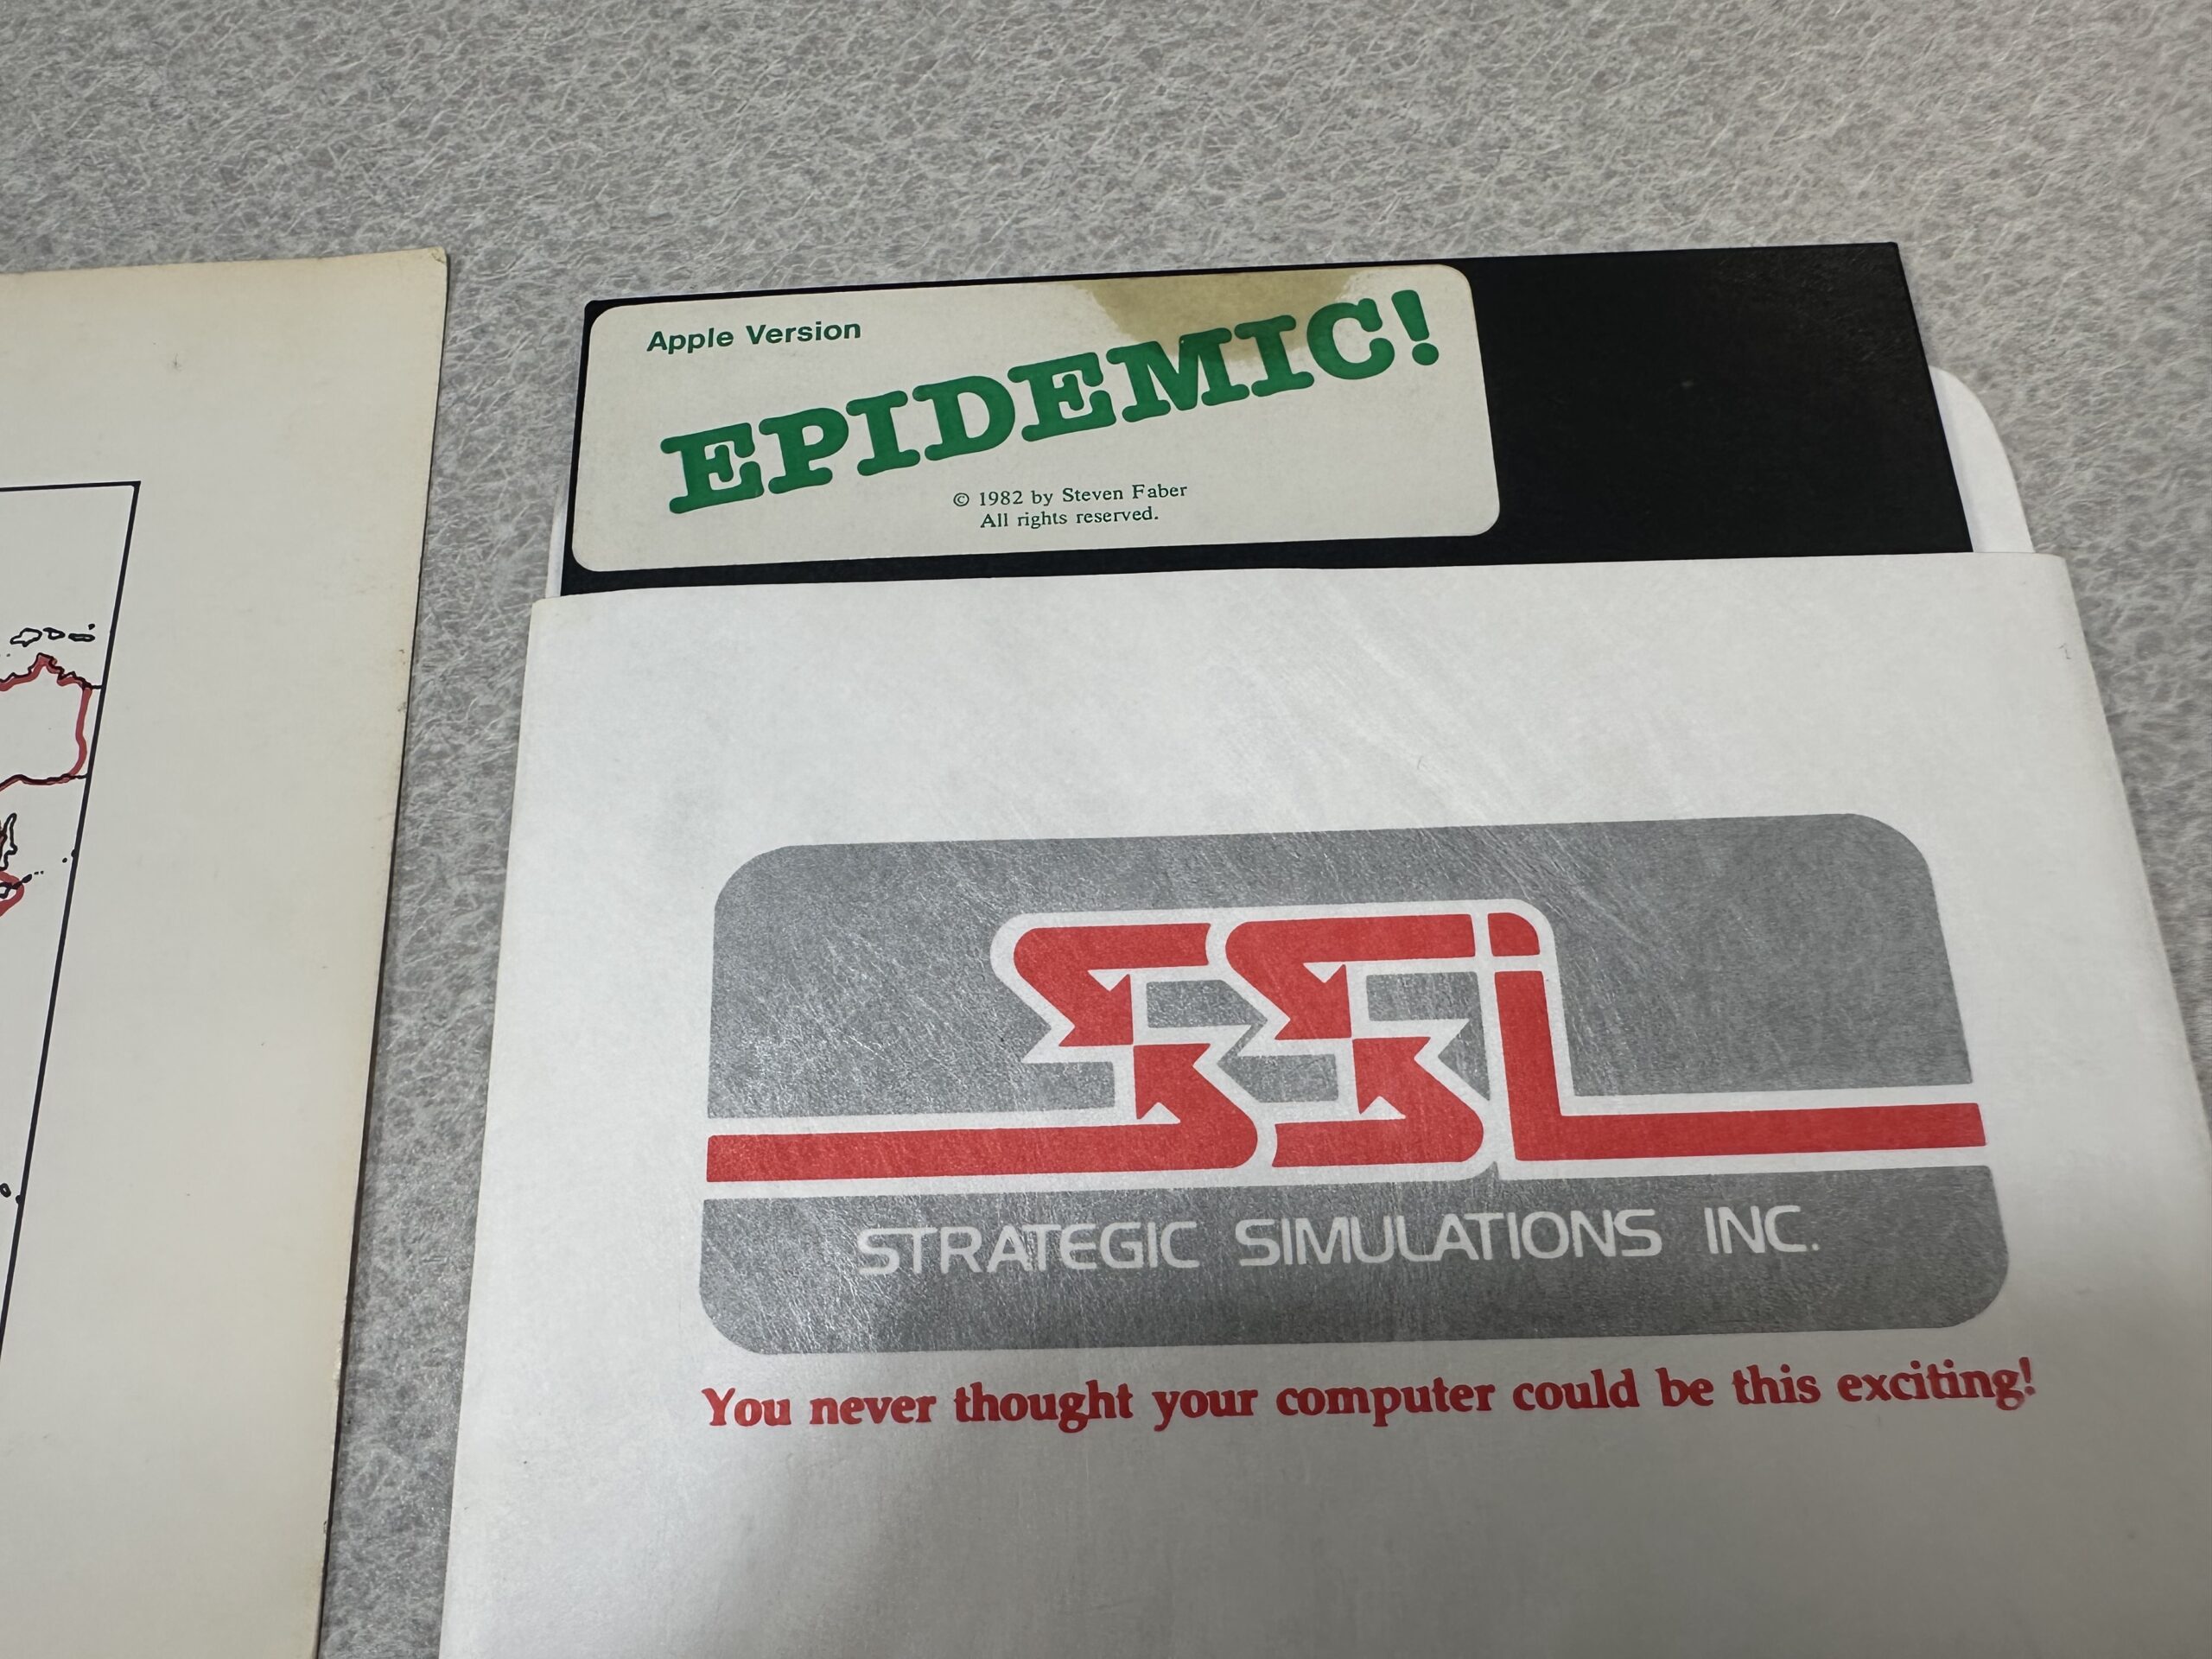 Apple Version
EPIDEMIC!
© 1982 by Steven Faber
All rights reserved.
SSI
STRATEGIC SIMULATIONS INC.
You never thought your computer could be this exciting!